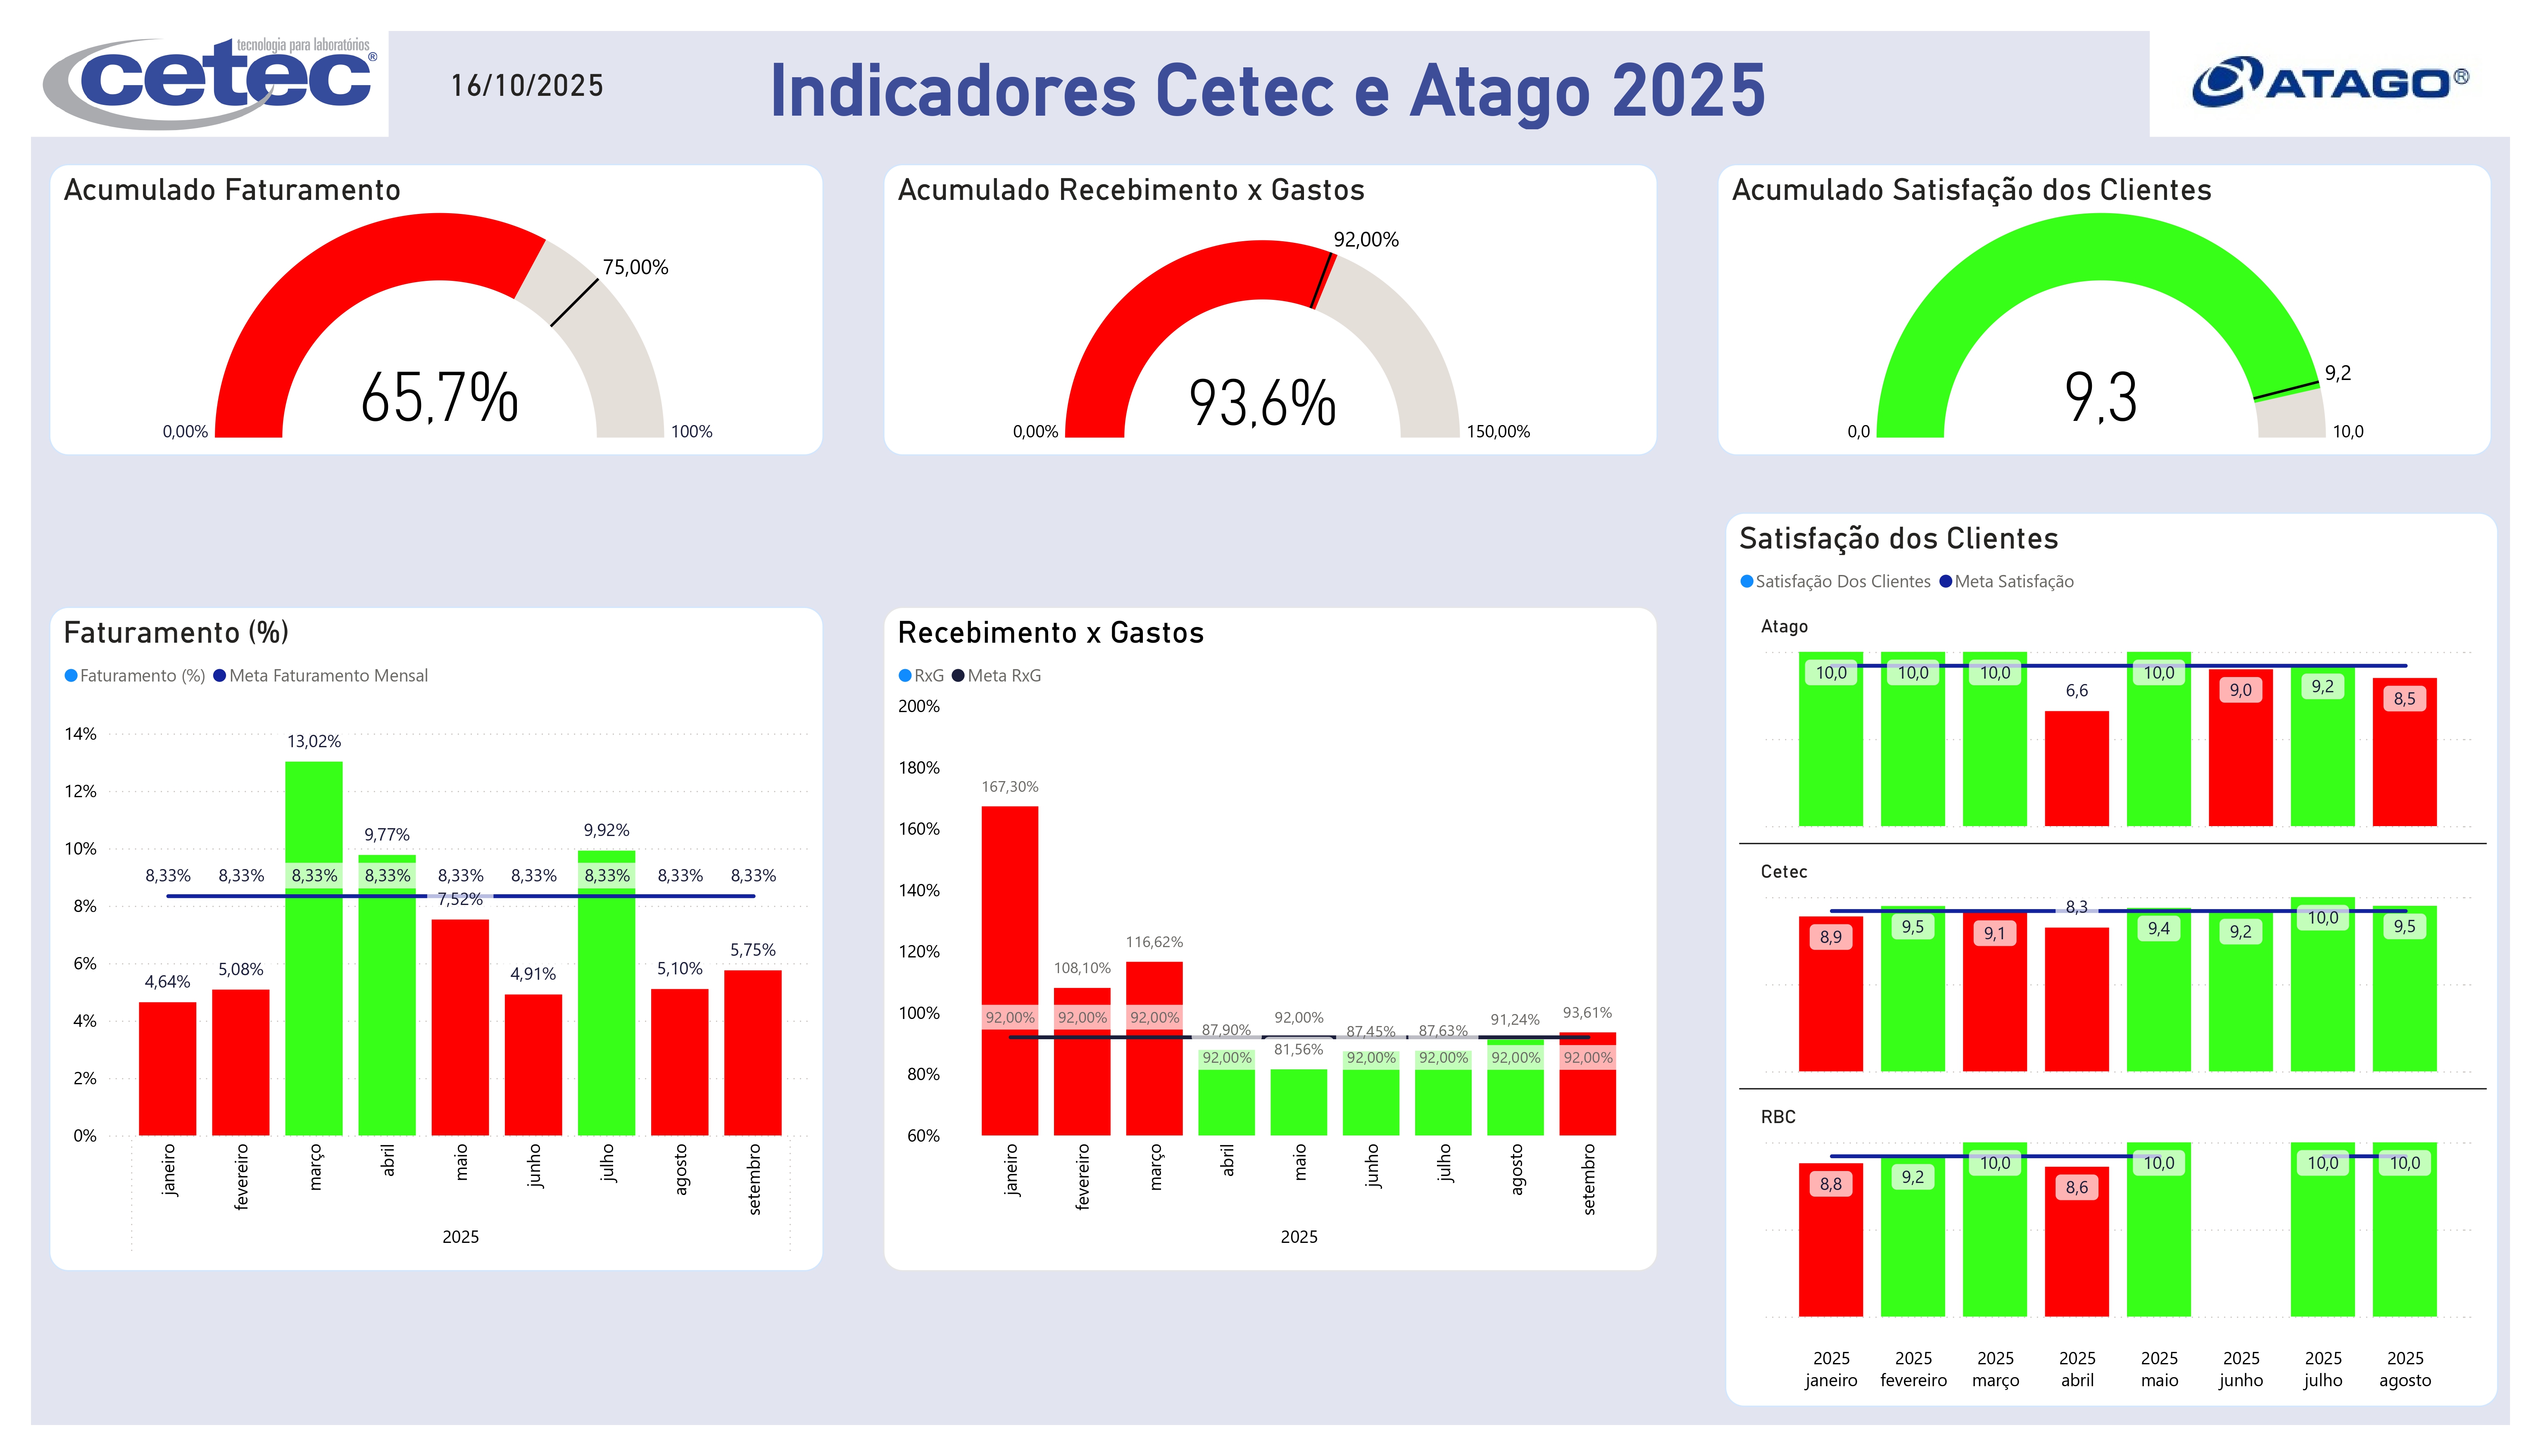 tecnologia para laboratórios
cetec®
16/10/2025
Indicadores Cetec e Atago 2025
ATAGO®
Acumulado Faturamento
75,00%
65,7%
0,00%
100%
Acumulado Recebimento x Gastos
92,00%
93,6%
0,00%
150,00%
Acumulado Satisfação dos Clientes
9,2
9,3
0,0
10,0
Faturamento (%)
Faturamento (%) Meta Faturamento Mensal
14%
12%
10%
8%
6%
4%
2%
0%
13,02%
9,77%
9,92%
8,33% 8,33% 8,33% 8,33% 8,33% 8,33% 8,33% 8,33% 8,33%
7,52%
4,64%
5,08%
4,91%
5,10%
5,75%
janeiro
fevereiro
março
abril
maio
junho
julho
agosto
setembro
2025
Recebimento x Gastos
RxG Meta RxG
200%
180%
160%
140%
120%
100%
80%
60%
167,30%
108,10%
116,62%
87,90%
81,56%
87,45%
87,63%
91,24%
93,61%
92,00% 92,00% 92,00% 92,00% 92,00% 92,00% 92,00% 92,00% 92,00%
janeiro
fevereiro
março
abril
maio
junho
julho
agosto
setembro
2025
Satisfação dos Clientes
Satisfação Dos Clientes Meta Satisfação
Atago
10,0 10,0 10,0 6,6 10,0 9,0 9,2 8,5
Cetec
8,9 9,5 9,1 8,3 9,4 9,2 10,0 9,5
RBC
8,8 9,2 10,0 8,6 10,0 10,0 10,0
2025 2025 2025 2025 2025 2025 2025 2025
janeiro fevereiro março abril maio junho julho agosto